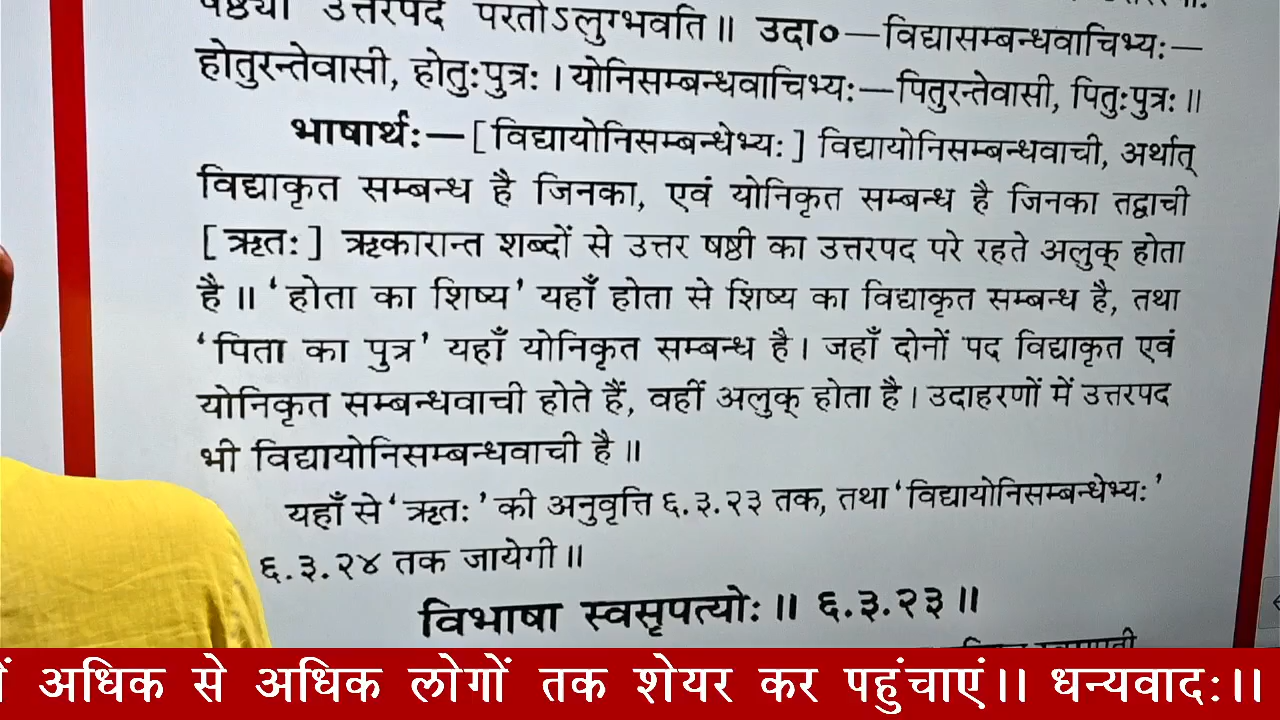 उत्तरपदे परतोऽलुग्भवति॥ उदा०—विद्यासम्बन्धवाचिभ्यः—
होतुरन्तेवासी, होतुःपुत्रः। योनिसम्बन्धवाचिभ्यः—पितुरन्तेवासी, पितुःपुत्रः॥
भाषार्थः—[विद्यायोनिसम्बन्धेभ्यः] विद्यायोनिसम्बन्धवाची, अर्थात्
विद्याकृत सम्बन्ध है जिनका, एवं योनिकृत सम्बन्ध है जिनका तद्वाची
[ऋतः] ऋकारान्त शब्दों से उत्तर षष्ठी का उत्तरपद परे रहते अलुक् होता
है॥ ‘होता का शिष्य’ यहाँ होता से शिष्य का विद्याकृत सम्बन्ध है, तथा
‘पिता का पुत्र’ यहाँ योनिकृत सम्बन्ध है। जहाँ दोनों पद विद्याकृत एवं
योनिकृत सम्बन्धवाची होते हैं, वहीं अलुक् होता है। उदाहरणों में उत्तरपद
भी विद्यायोनिसम्बन्धवाची है॥
यहाँ से ‘ऋतः’ की अनुवृत्ति ६.३.२३ तक, तथा ‘विद्यायोनिसम्बन्धेभ्यः’
६.३.२४ तक जायेगी॥
विभाषा स्वसृपत्योः॥ ६.३.२३॥
अधिक से अधिक लोगों तक शेयर कर पहुंचाएं।। धन्यवादः।।